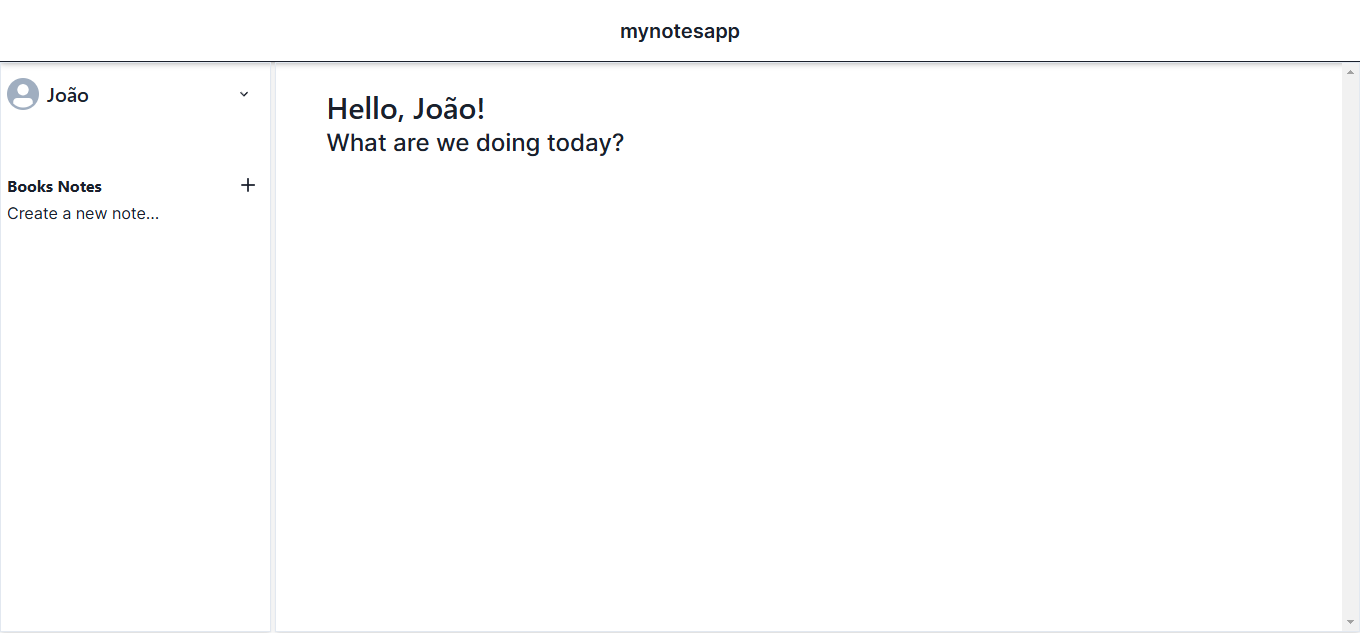 mynotesapp
João
Books Notes
Create a new note...
Hello, João!
What are we doing today?